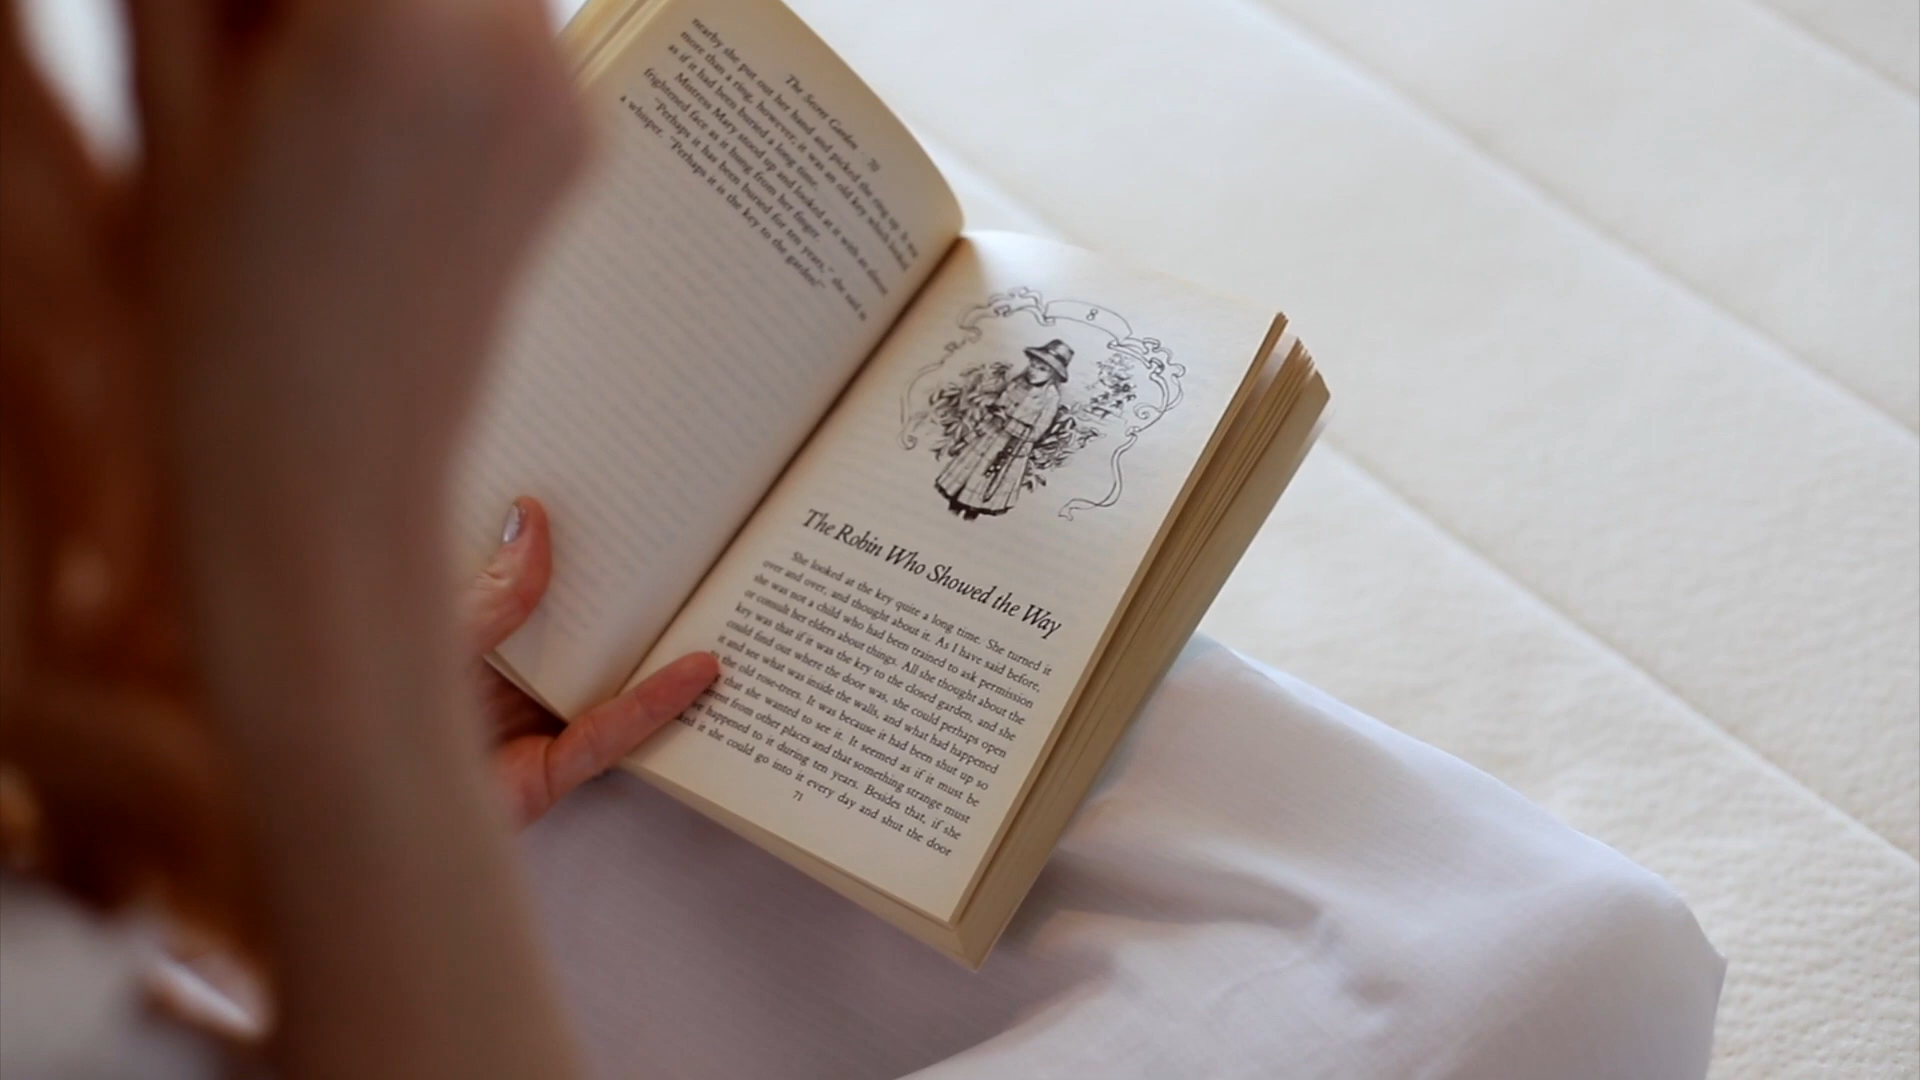 The Secret Garden 70
nearby she put out her hand and picked the ring up. It was
more than a ring, however; it was an old key which looked
as if it had been buried a long time.
Mistress Mary stood up and looked at it with an almost
frightened face as it hung from her finger.
"Perhaps it has been buried for ten years," she said in
a whisper. "Perhaps it is the key to the garden!"
8
The Robin Who Showed the Way
She looked at the key quite a long time. She turned it
over and over, and thought about it. As I have said before,
she was not a child who had been trained to ask permission
or consult her elders about things. All she thought about the
key was that if it was the key to the closed garden, and she
could find out where the door was, she could perhaps open
it and see what was inside the walls, and what had happened
the old rose-trees. It was because it had been shut up so
that she wanted to see it. It seemed as if it must be
from other places and that something strange must
happened to it during ten years. Besides that, if she
it she could go into it every day and shut the door
71